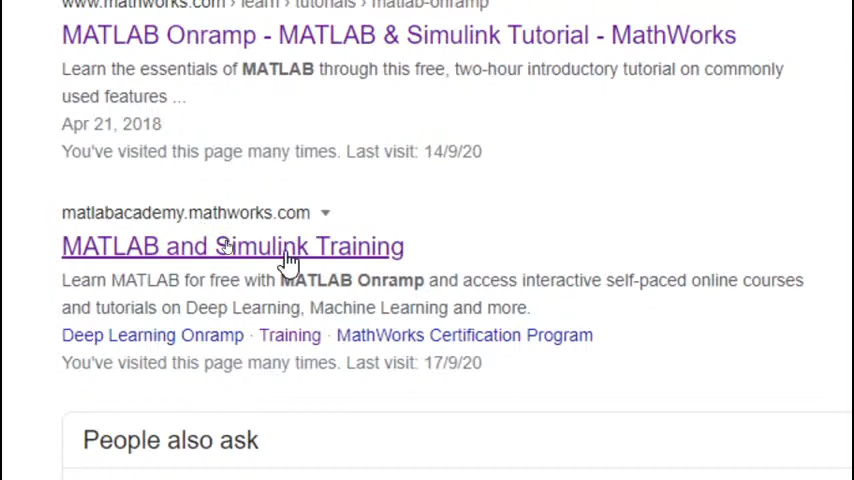 www.mathworks.com › learn › tutorials › matlab-onramp
MATLAB Onramp - MATLAB & Simulink Tutorial - MathWorks
Learn the essentials of MATLAB through this free, two-hour introductory tutorial on commonly
used features ...
Apr 21, 2018
You've visited this page many times. Last visit: 14/9/20
matlabacademy.mathworks.com
MATLAB and Simulink Training
Learn MATLAB for free with MATLAB Onramp and access interactive self-paced online courses
and tutorials on Deep Learning, Machine Learning and more.
Deep Learning Onramp · Training · MathWorks Certification Program
You've visited this page many times. Last visit: 17/9/20
People also ask